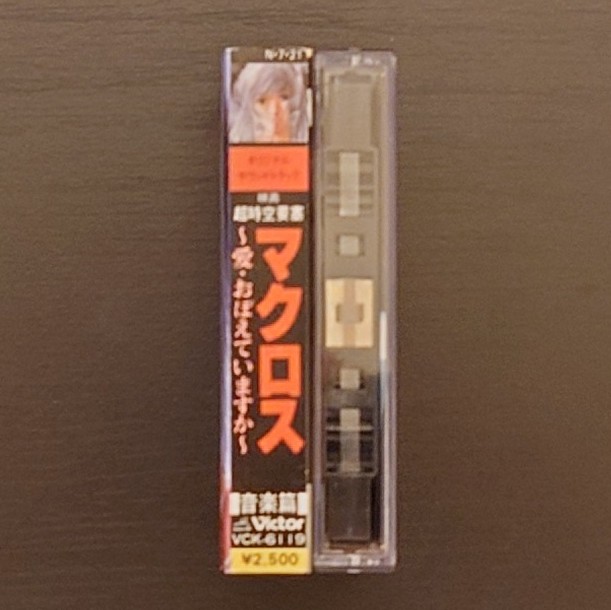 N・7・21
オリジナル
サウンドトラック
映画
超時空要塞
マクロス
〜愛・おぼえていますか〜
音楽篇
Victor
VCK-6119
¥2,500